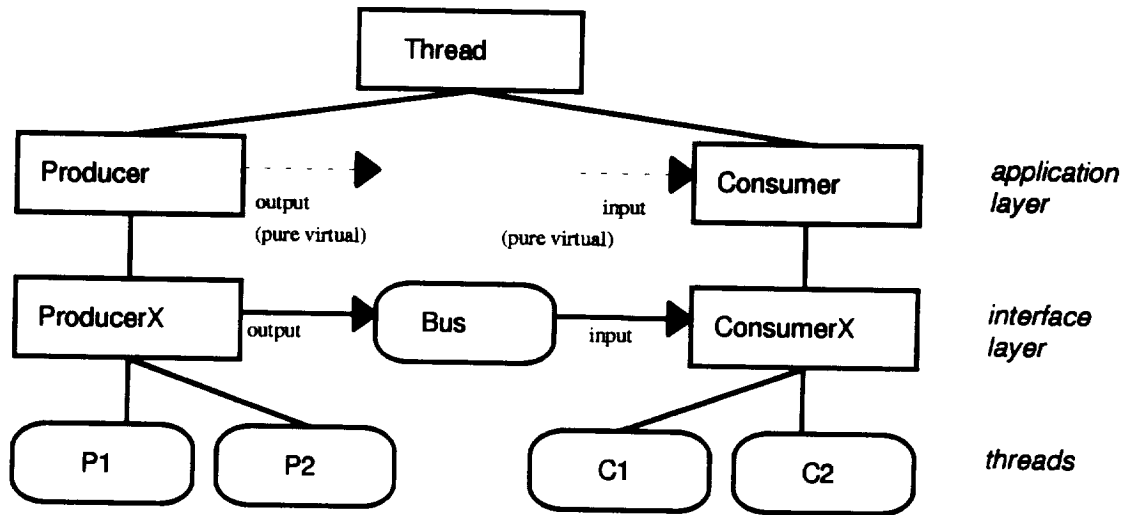 Thread
Producer
Consumer
application
layer
output
(pure virtual)
input
(pure virtual)
ProducerX
output
Bus
input
ConsumerX
interface
layer
P1
P2
C1
C2
threads